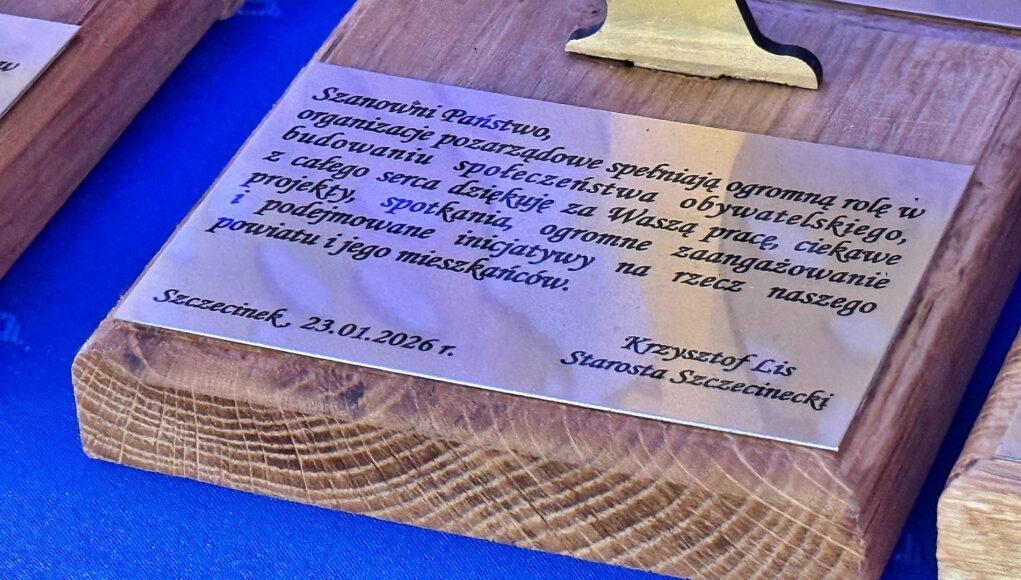 w
Szanowni Państwo,
organizacje pozarządowe spełniają ogromną rolę w
budowaniu społeczeństwa obywatelskiego,
z całego serca dziękuję za Waszą pracę, ciekawe
projekty, spotkania, ogromne zaangażowanie
i podejmowane inicjatywy na rzecz naszego
powiatu i jego mieszkańców.
Szczecinek, 23.01.2026 r.
Krzysztof Lis
Starosta Szczecinecki